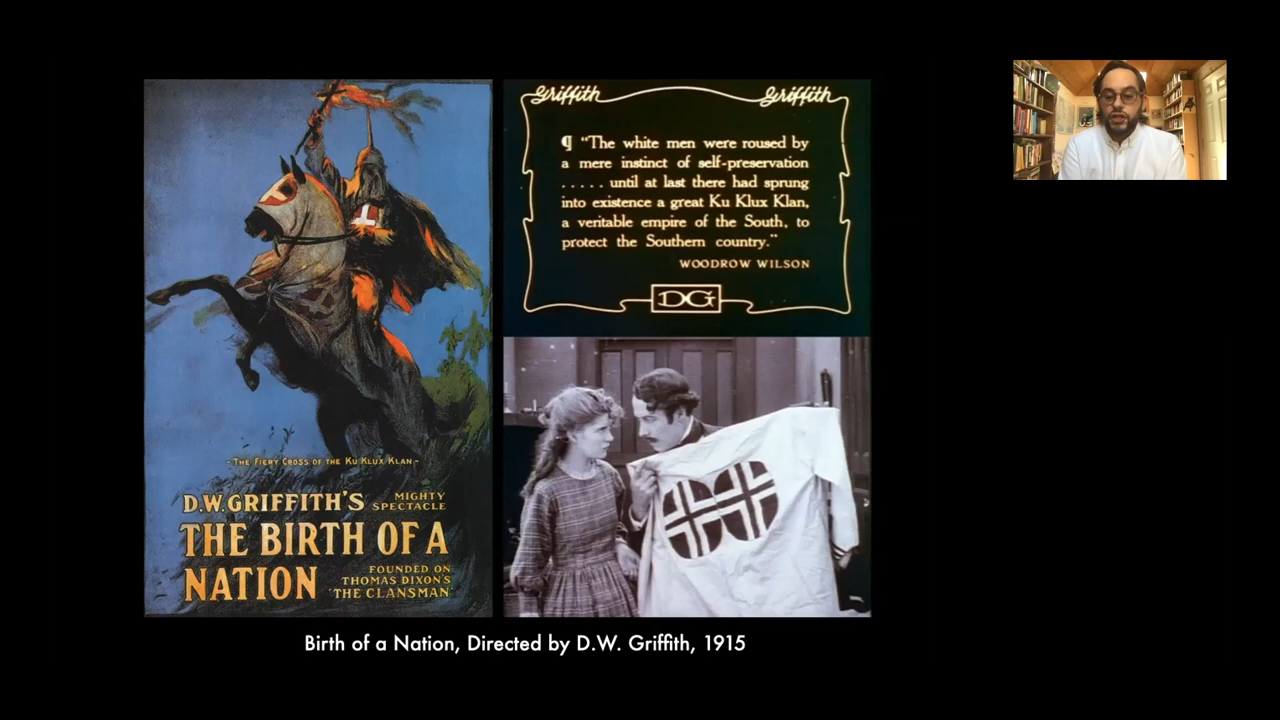 -THE FIERY CROSS OF THE KU KLUX KLAN-
D.W. GRIFFITH'S
MIGHTY
SPECTACLE
THE BIRTH OF A
NATION
FOUNDED ON
THOMAS DIXON'S
"THE CLANSMAN"
Griffith Griffith
¶ "The white men were roused by
a mere instinct of self-preservation
. . . . . until at last there had sprung
into existence a great Ku Klux Klan,
a veritable empire of the South, to
protect the Southern country."
WOODROW WILSON
DG
Birth of a Nation, Directed by D.W. Griffith, 1915